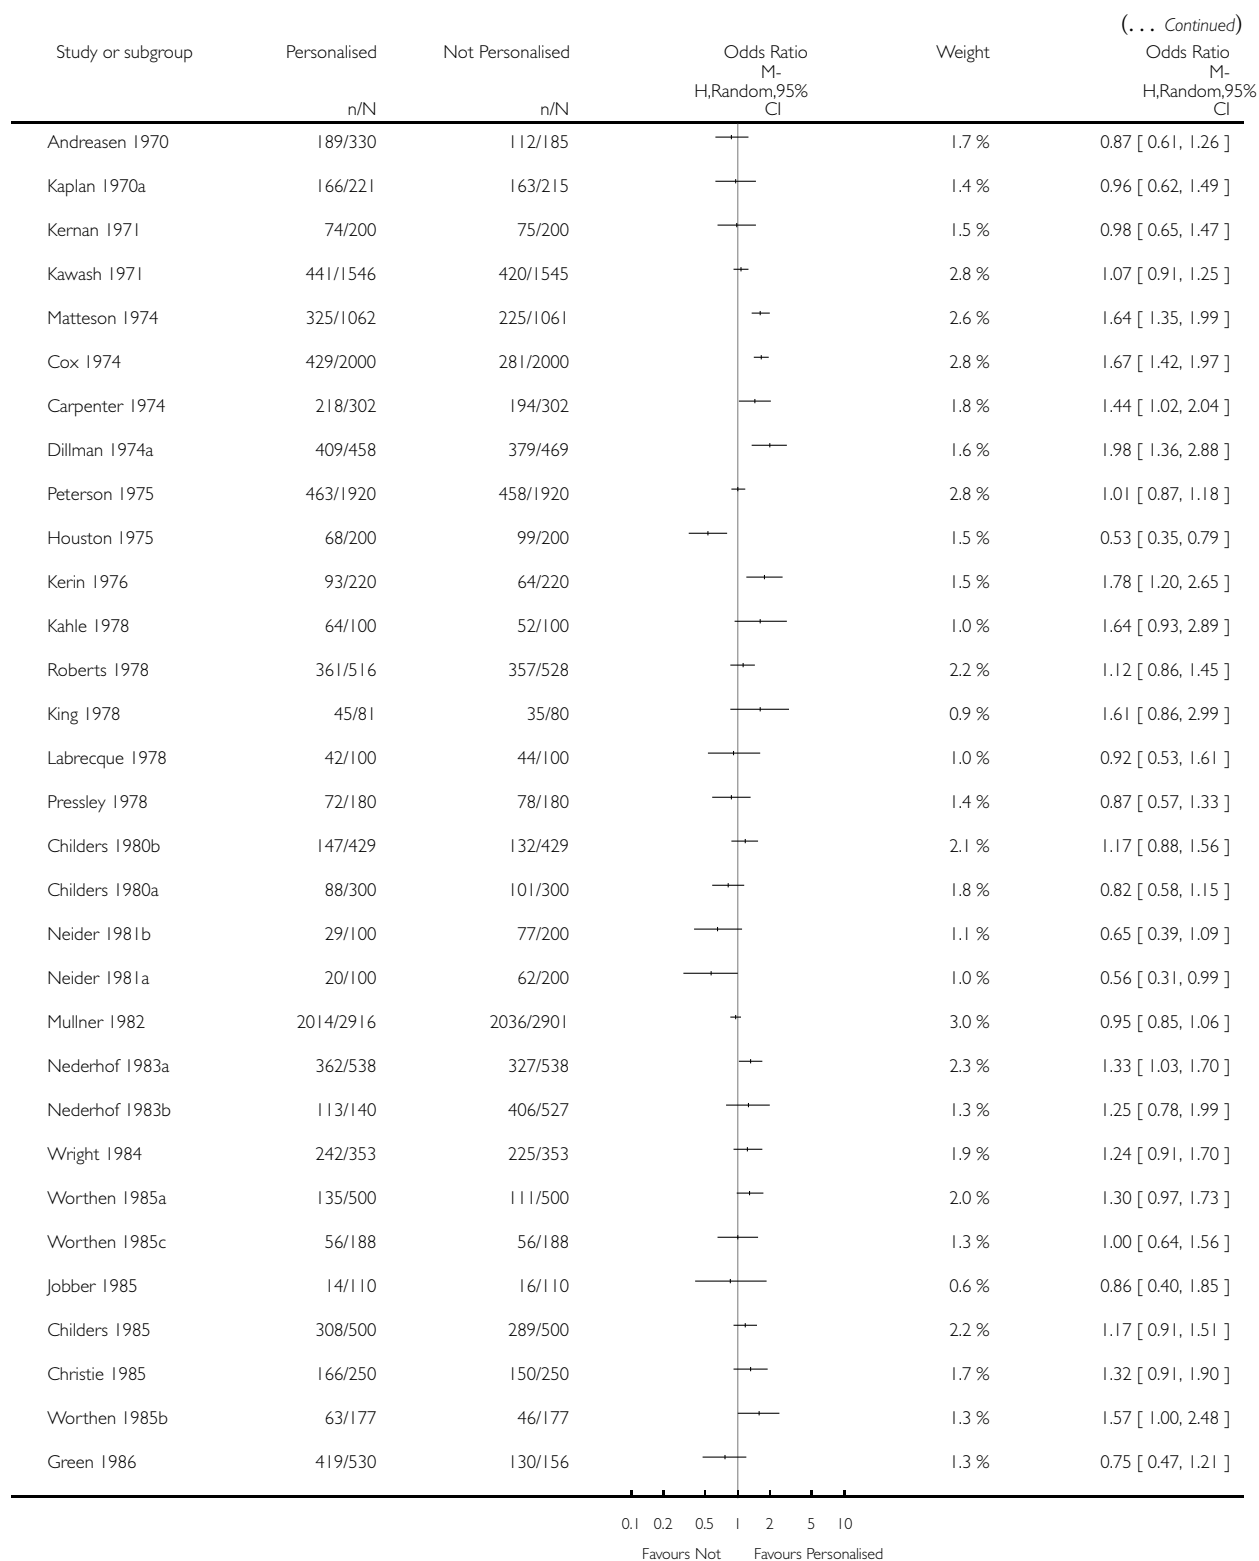 (... Continued)
Study or subgroup Personalised Not Personalised Odds Ratio Weight Odds Ratio
M- M-
H,Random,95% H,Random,95%
n/N n/N CI CI
Andreasen 1970 189/330 112/185 1.7 % 0.87 [ 0.61, 1.26 ]
Kaplan 1970a 166/221 163/215 1.4 % 0.96 [ 0.62, 1.49 ]
Kernan 1971 74/200 75/200 1.5 % 0.98 [ 0.65, 1.47 ]
Kawash 1971 441/1546 420/1545 2.8 % 1.07 [ 0.91, 1.25 ]
Matteson 1974 325/1062 225/1061 2.6 % 1.64 [ 1.35, 1.99 ]
Cox 1974 429/2000 281/2000 2.8 % 1.67 [ 1.42, 1.97 ]
Carpenter 1974 218/302 194/302 1.8 % 1.44 [ 1.02, 2.04 ]
Dillman 1974a 409/458 379/469 1.6 % 1.98 [ 1.36, 2.88 ]
Peterson 1975 463/1920 458/1920 2.8 % 1.01 [ 0.87, 1.18 ]
Houston 1975 68/200 99/200 1.5 % 0.53 [ 0.35, 0.79 ]
Kerin 1976 93/220 64/220 1.5 % 1.78 [ 1.20, 2.65 ]
Kahle 1978 64/100 52/100 1.0 % 1.64 [ 0.93, 2.89 ]
Roberts 1978 361/516 357/528 2.2 % 1.12 [ 0.86, 1.45 ]
King 1978 45/81 35/80 0.9 % 1.61 [ 0.86, 2.99 ]
Labrecque 1978 42/100 44/100 1.0 % 0.92 [ 0.53, 1.61 ]
Pressley 1978 72/180 78/180 1.4 % 0.87 [ 0.57, 1.33 ]
Childers 1980b 147/429 132/429 2.1 % 1.17 [ 0.88, 1.56 ]
Childers 1980a 88/300 101/300 1.8 % 0.82 [ 0.58, 1.15 ]
Neider 1981b 29/100 77/200 1.1 % 0.65 [ 0.39, 1.09 ]
Neider 1981a 20/100 62/200 1.0 % 0.56 [ 0.31, 0.99 ]
Mullner 1982 2014/2916 2036/2901 3.0 % 0.95 [ 0.85, 1.06 ]
Nederhof 1983a 362/538 327/538 2.3 % 1.33 [ 1.03, 1.70 ]
Nederhof 1983b 113/140 406/527 1.3 % 1.25 [ 0.78, 1.99 ]
Wright 1984 242/353 225/353 1.9 % 1.24 [ 0.91, 1.70 ]
Worthen 1985a 135/500 111/500 2.0 % 1.30 [ 0.97, 1.73 ]
Worthen 1985c 56/188 56/188 1.3 % 1.00 [ 0.64, 1.56 ]
Jobber 1985 14/110 16/110 0.6 % 0.86 [ 0.40, 1.85 ]
Childers 1985 308/500 289/500 2.2 % 1.17 [ 0.91, 1.51 ]
Christie 1985 166/250 150/250 1.7 % 1.32 [ 0.91, 1.90 ]
Worthen 1985b 63/177 46/177 1.3 % 1.57 [ 1.00, 2.48 ]
Green 1986 419/530 130/156 1.3 % 0.75 [ 0.47, 1.21 ]
0.1 0.2 0.5 1 2 5 10
Favours Not Favours Personalised